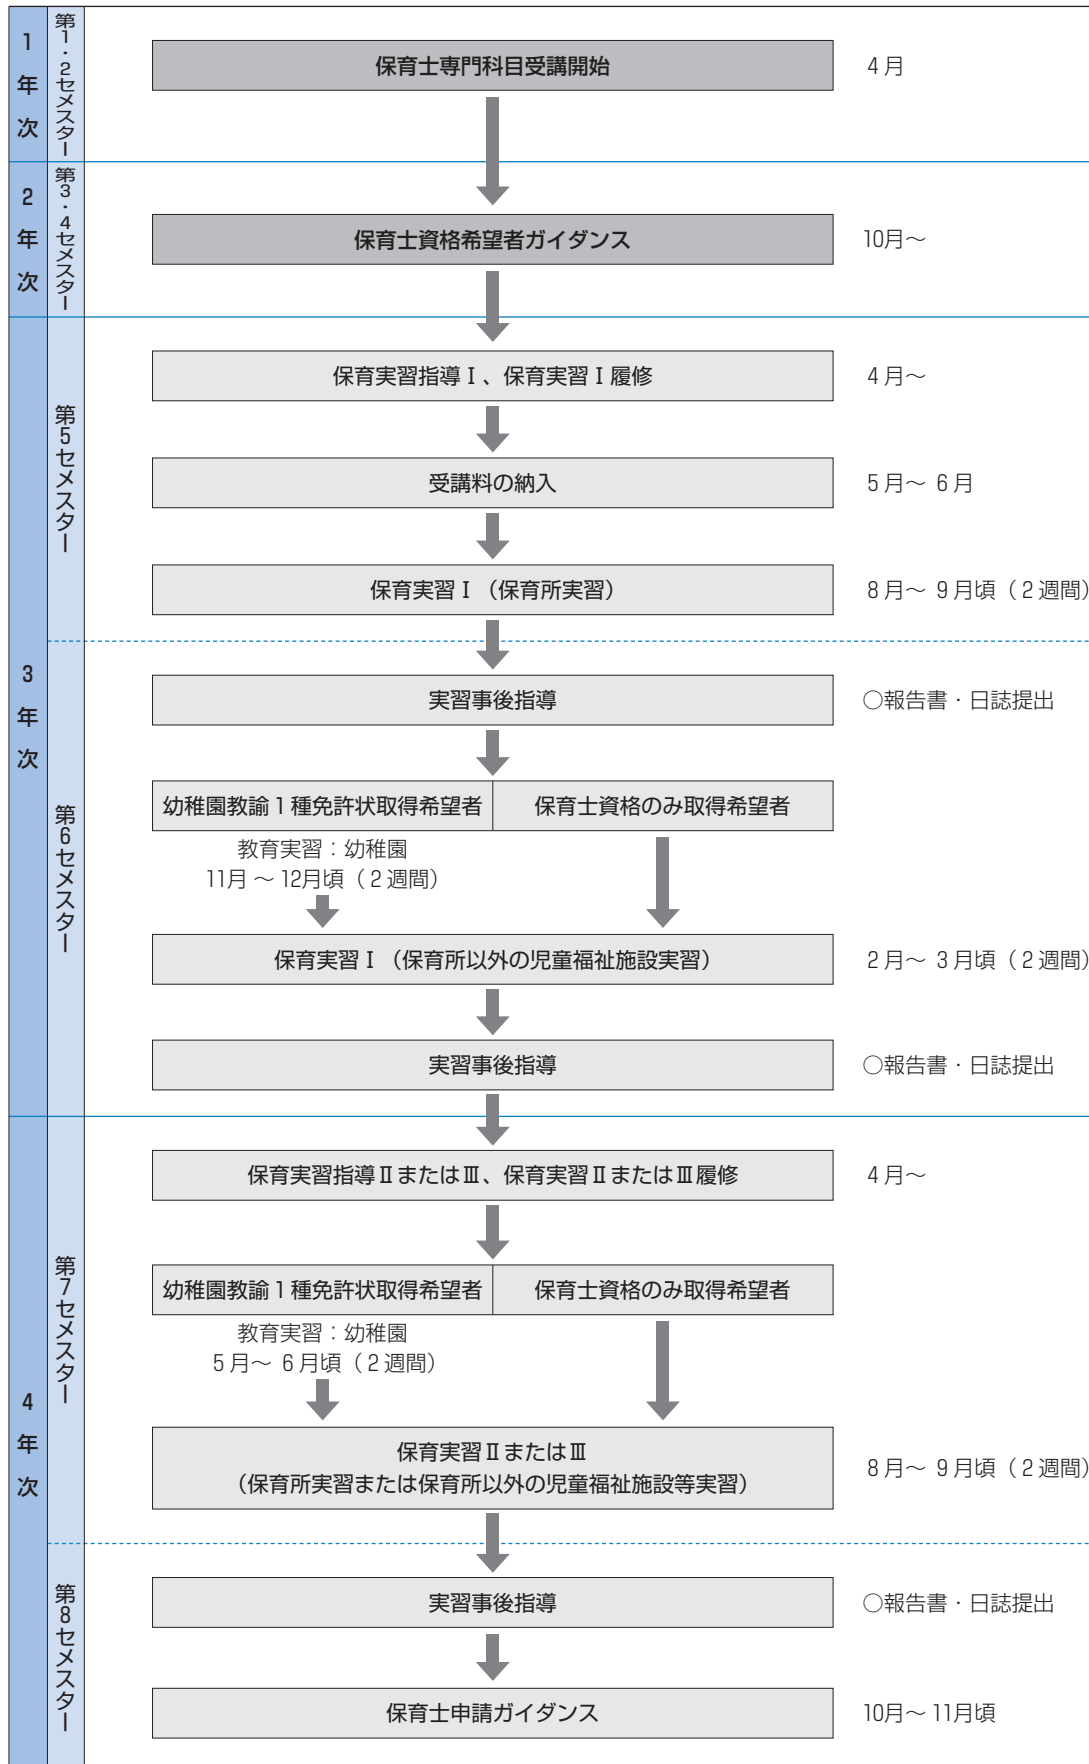 1年次
第1・2セメスター
保育士専門科目受講開始
4月
2年次
第3・4セメスター
保育士資格希望者ガイダンス
10月～
3年次
第5セメスター
保育実習指導Ⅰ、保育実習Ⅰ履修
4月～
受講料の納入
5月～6月
保育実習Ⅰ（保育所実習）
8月～9月頃（2週間）
第6セメスター
実習事後指導
○報告書・日誌提出
幼稚園教諭1種免許状取得希望者
保育士資格のみ取得希望者
教育実習：幼稚園
11月～12月頃（2週間）
保育実習Ⅰ（保育所以外の児童福祉施設実習）
2月～3月頃（2週間）
実習事後指導
○報告書・日誌提出
4年次
第7セメスター
保育実習指導ⅡまたはⅢ、保育実習ⅡまたはⅢ履修
4月～
幼稚園教諭1種免許状取得希望者
保育士資格のみ取得希望者
教育実習：幼稚園
5月～6月頃（2週間）
保育実習ⅡまたはⅢ
（保育所実習または保育所以外の児童福祉施設等実習）
8月～9月頃（2週間）
第8セメスター
実習事後指導
○報告書・日誌提出
保育士申請ガイダンス
10月～11月頃